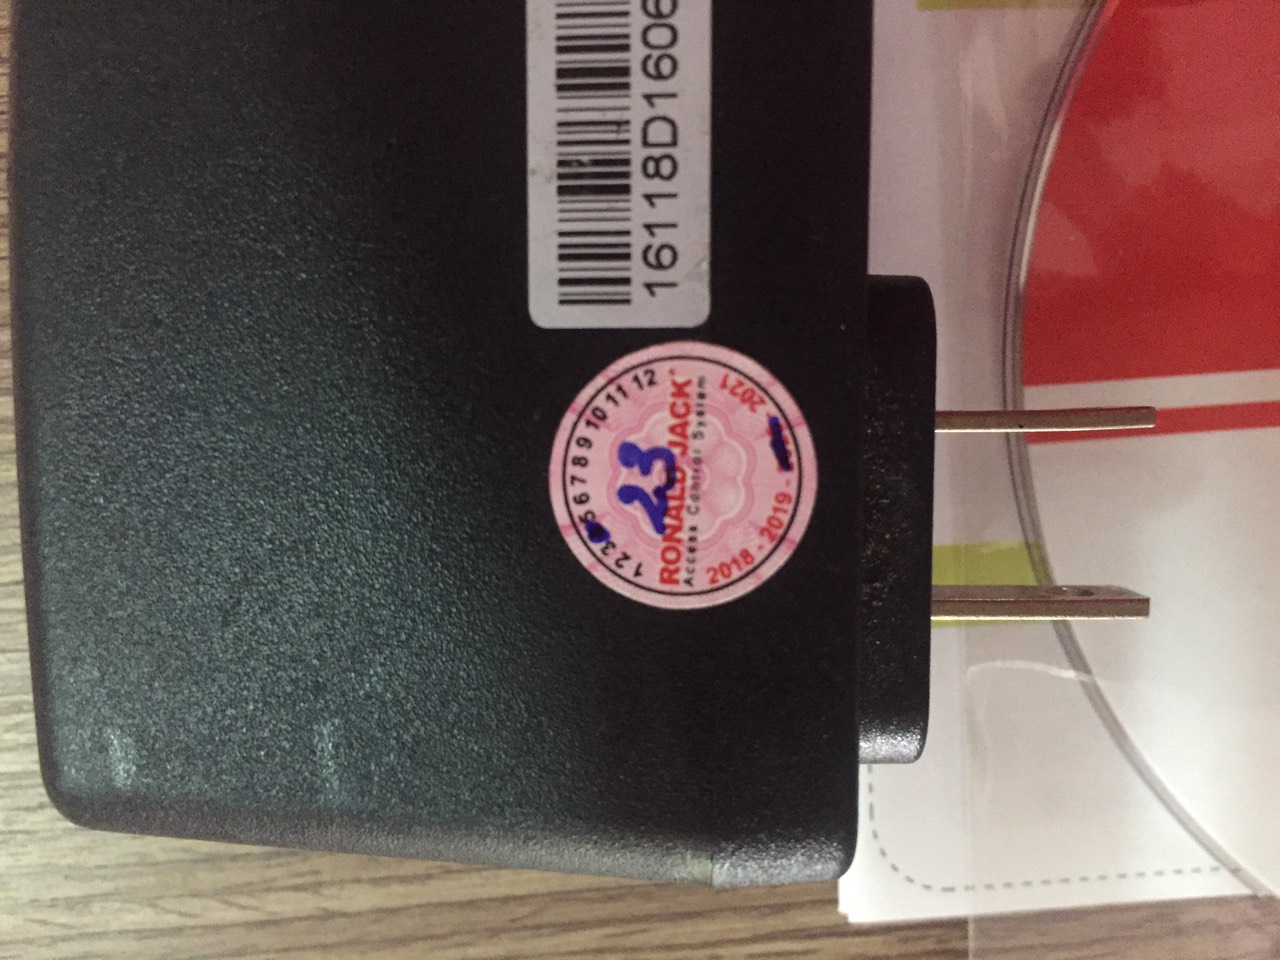 16118D1606
1 2 3 5 6 7 8 9 10 11 12
23
RONALD JACK
Access Control System
2018 - 2019 - 2021